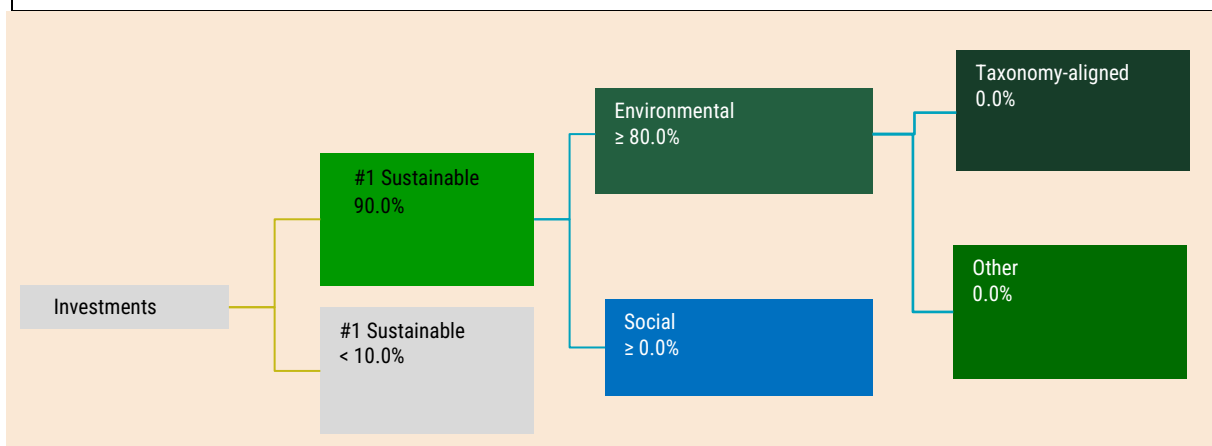 Investments
#1 Sustainable
90.0%
#1 Sustainable
< 10.0%
Environmental
≥ 80.0%
Social
≥ 0.0%
Taxonomy-aligned
0.0%
Other
0.0%